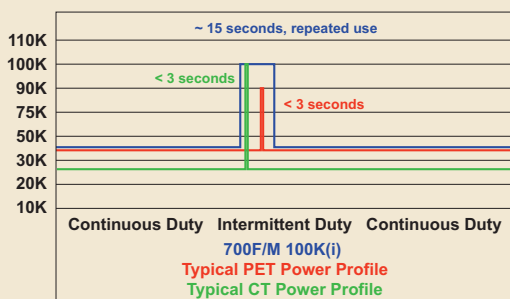 110K
~ 15 seconds, repeated use
100K
< 3 seconds
90K
< 3 seconds
75K
50K
30K
20K
10K
Continuous Duty Intermittent Duty Continuous Duty
700F/M 100K(i)
Typical PET Power Profile
Typical CT Power Profile